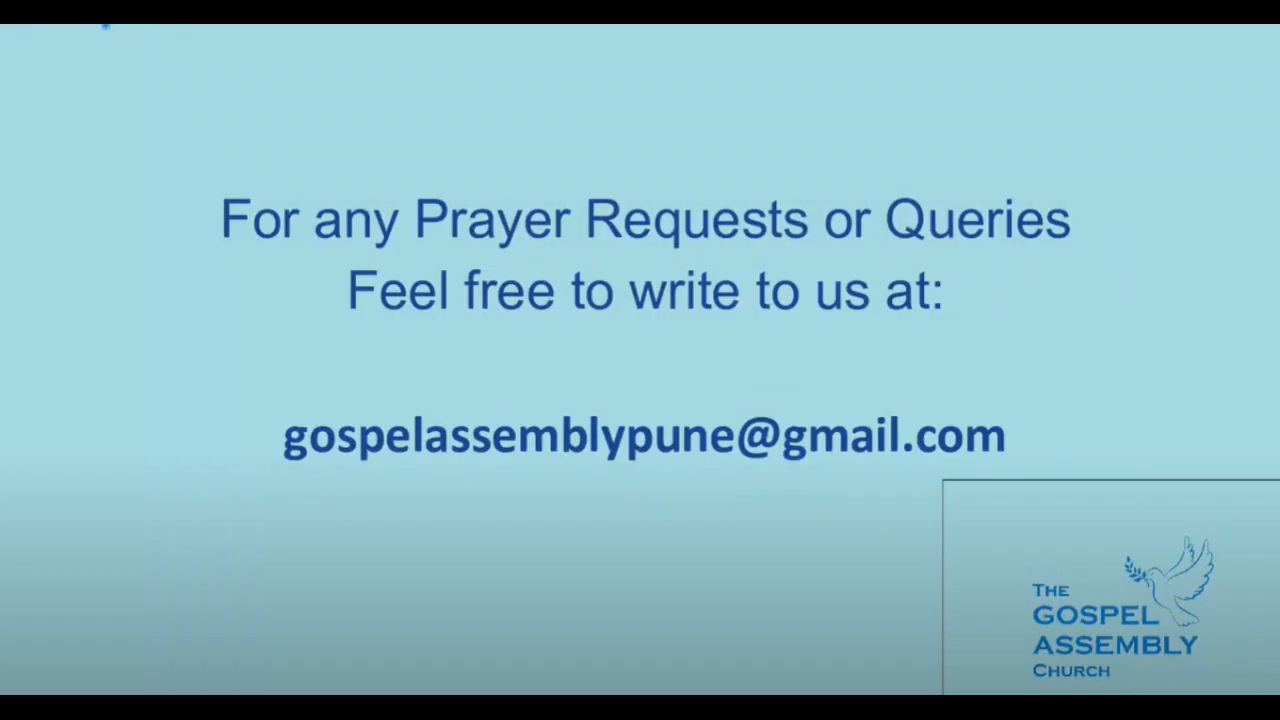 For any Prayer Requests or Queries
Feel free to write to us at:
gospelassemblypune@gmail.com
THE
GOSPEL
ASSEMBLY
CHURCH